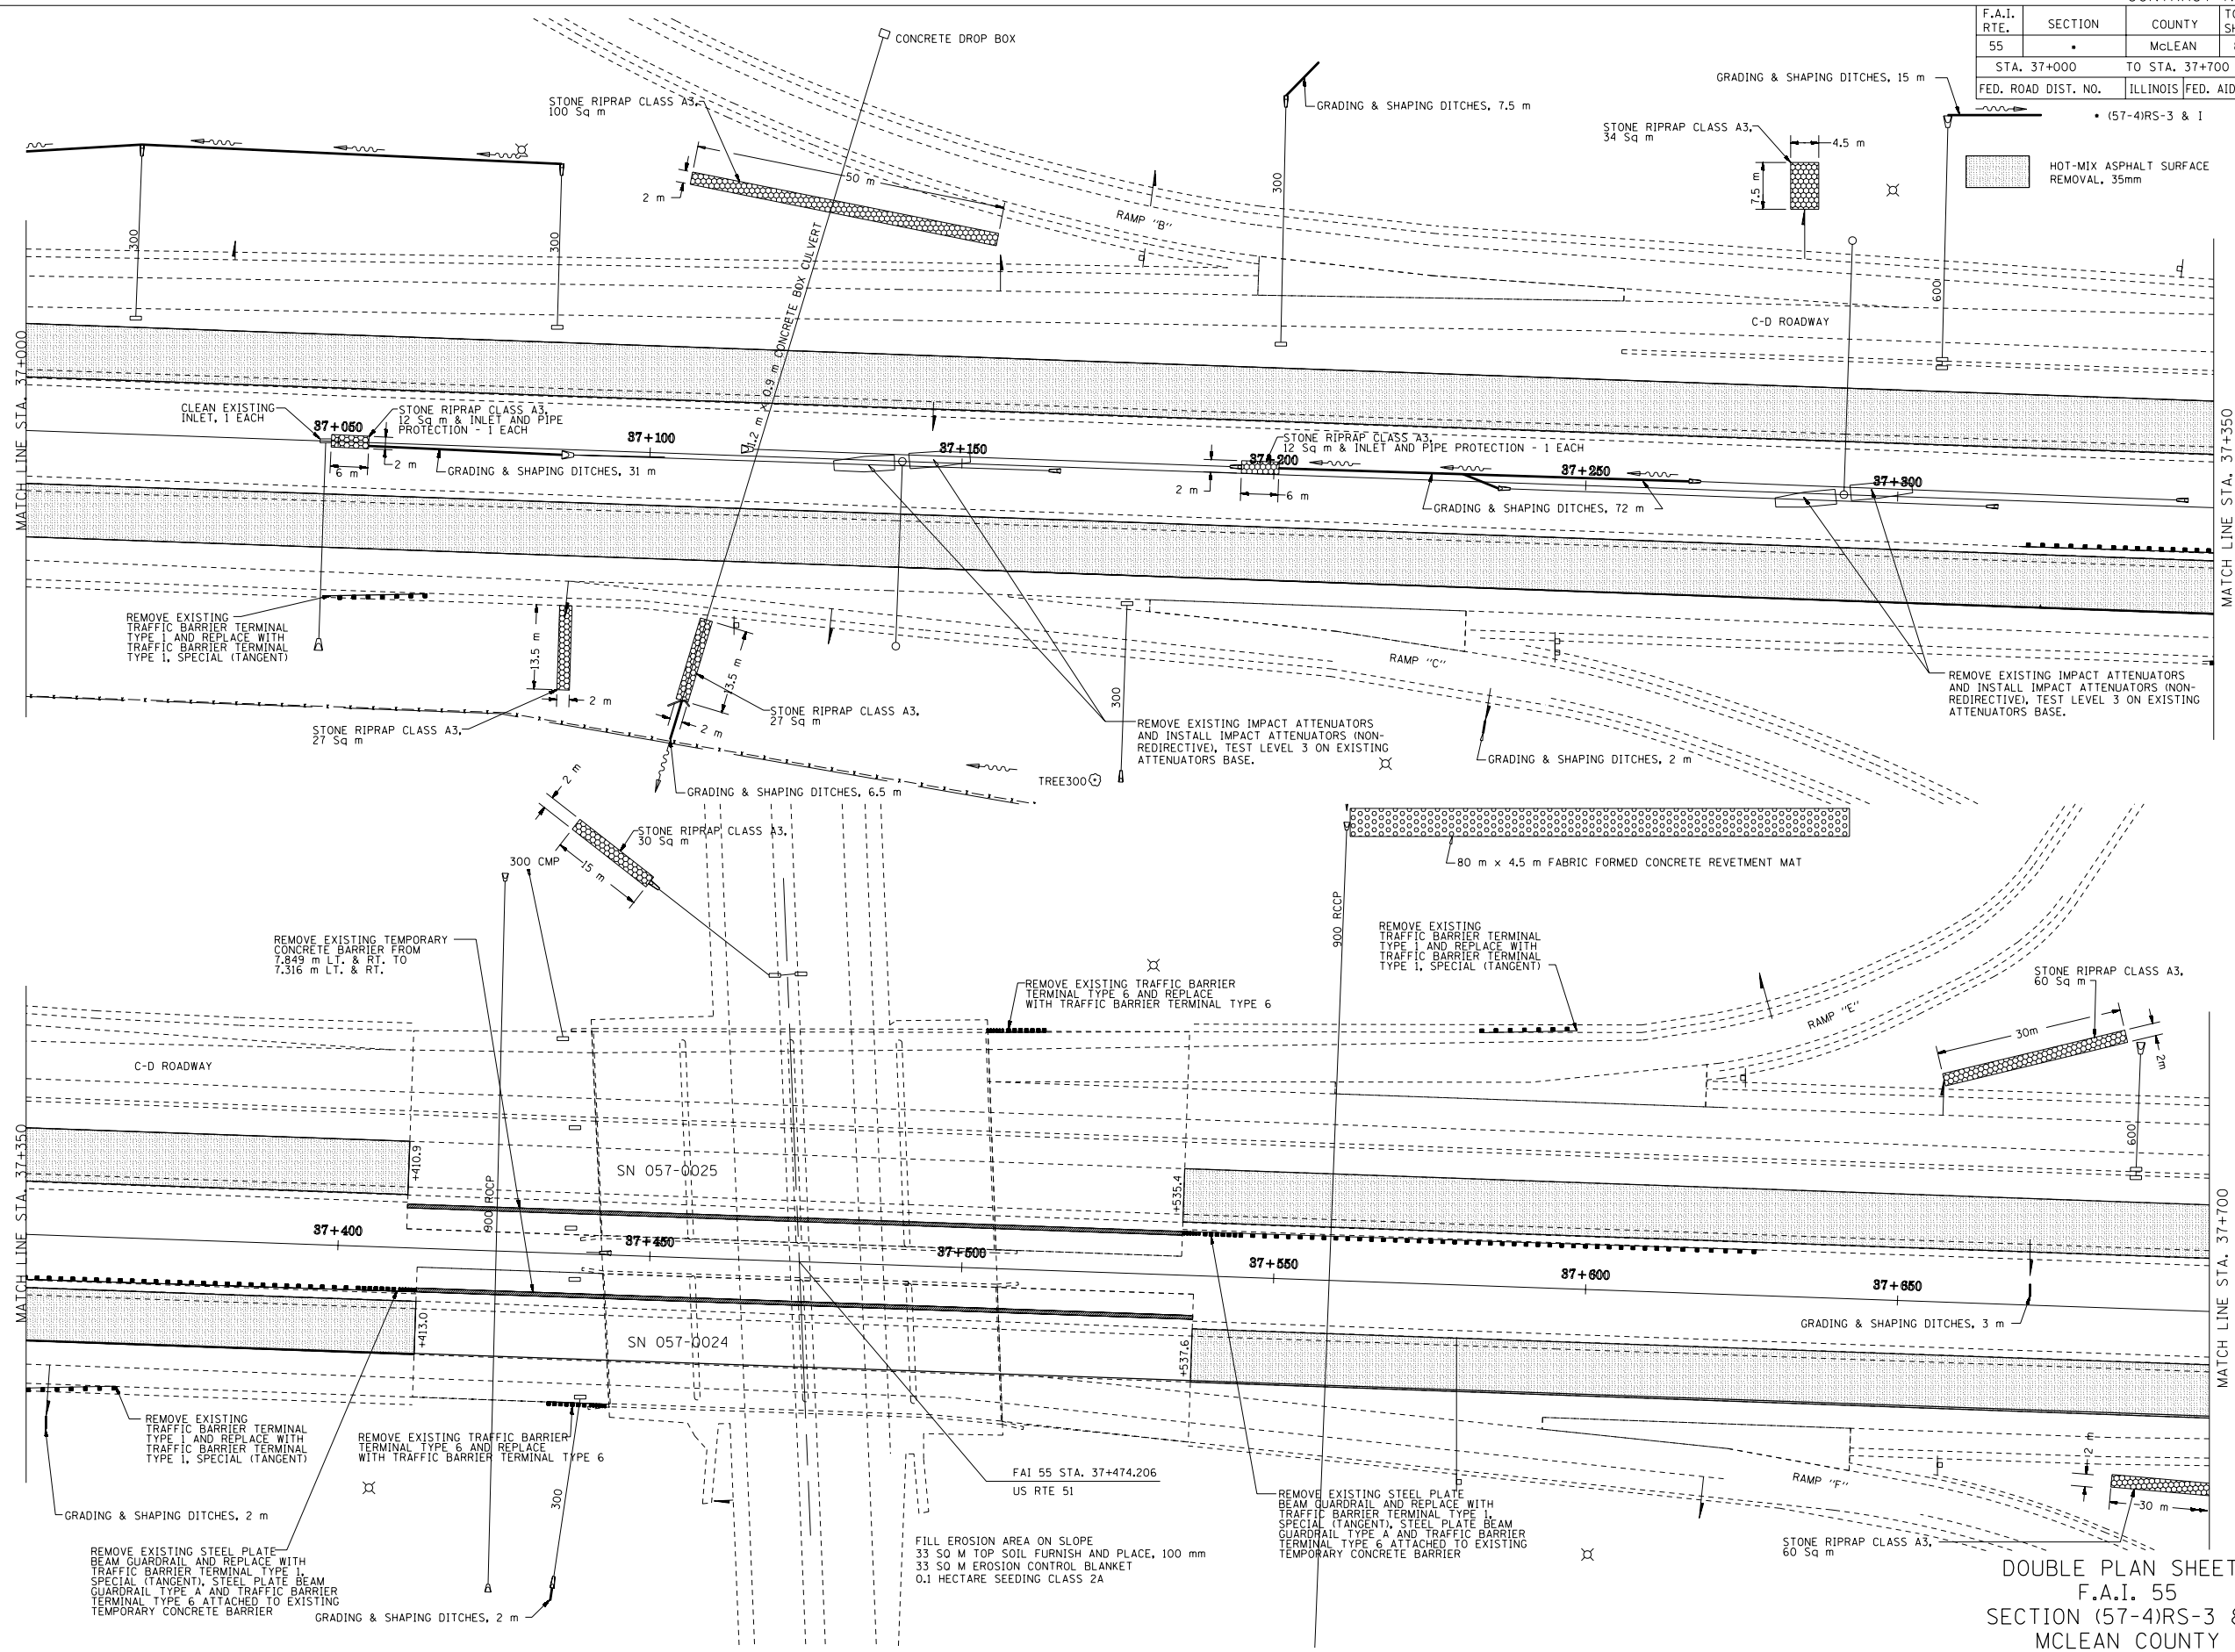 F.A.I.
RTE.
SECTION
COUNTY
55
•
McLEAN
STA. 37+000
TO STA. 37+700
FED. ROAD DIST. NO.
ILLINOIS
FED. AID
• (57-4)RS-3 & I
HOT-MIX ASPHALT SURFACE
REMOVAL, 35mm
CONCRETE DROP BOX
STONE RIPRAP CLASS A3,
100 Sq m
50 m
2 m
GRADING & SHAPING DITCHES, 7.5 m
GRADING & SHAPING DITCHES, 15 m
STONE RIPRAP CLASS A3,
34 Sq m
4.5 m
7.5 m
300
300
300
600
RAMP "B"
C-D ROADWAY
1.2 m x 0.9 m CONCRETE BOX CULVERT
MATCH LINE STA. 37+000
MATCH LINE STA. 37+350
CLEAN EXISTING
INLET, 1 EACH
37+050
STONE RIPRAP CLASS A3,
12 Sq m & INLET AND PIPE
PROTECTION - 1 EACH
2 m
6 m
GRADING & SHAPING DITCHES, 31 m
37+100
37+150
STONE RIPRAP CLASS A3,
12 Sq m & INLET AND PIPE PROTECTION - 1 EACH
37+200
2 m
6 m
37+250
GRADING & SHAPING DITCHES, 72 m
37+300
REMOVE EXISTING
TRAFFIC BARRIER TERMINAL
TYPE 1 AND REPLACE WITH
TRAFFIC BARRIER TERMINAL
TYPE 1, SPECIAL (TANGENT)
13.5 m
2 m
STONE RIPRAP CLASS A3,
27 Sq m
13.5 m
2 m
STONE RIPRAP CLASS A3,
27 Sq m
GRADING & SHAPING DITCHES, 6.5 m
REMOVE EXISTING IMPACT ATTENUATORS
AND INSTALL IMPACT ATTENUATORS (NON-
REDIRECTIVE), TEST LEVEL 3 ON EXISTING
ATTENUATORS BASE.
300
TREE300
RAMP "C"
GRADING & SHAPING DITCHES, 2 m
REMOVE EXISTING IMPACT ATTENUATORS
AND INSTALL IMPACT ATTENUATORS (NON-
REDIRECTIVE), TEST LEVEL 3 ON EXISTING
ATTENUATORS BASE.
2 m
STONE RIPRAP CLASS A3,
30 Sq m
15 m
300 CMP
80 m x 4.5 m FABRIC FORMED CONCRETE REVETMENT MAT
900 RCCP
REMOVE EXISTING TEMPORARY
CONCRETE BARRIER FROM
7.849 m LT. & RT. TO
7.316 m LT. & RT.
REMOVE EXISTING TRAFFIC BARRIER
TERMINAL TYPE 6 AND REPLACE
WITH TRAFFIC BARRIER TERMINAL TYPE 6
REMOVE EXISTING
TRAFFIC BARRIER TERMINAL
TYPE 1 AND REPLACE WITH
TRAFFIC BARRIER TERMINAL
TYPE 1, SPECIAL (TANGENT)
RAMP "E"
STONE RIPRAP CLASS A3,
60 Sq m
30m
2m
600
C-D ROADWAY
MATCH LINE STA. 37+350
MATCH LINE STA. 37+700
+410.9
900 RCCP
SN 057-0025
+535.4
37+400
37+450
37+500
37+550
37+600
37+650
+413.0
SN 057-0024
+537.6
GRADING & SHAPING DITCHES, 3 m
REMOVE EXISTING
TRAFFIC BARRIER TERMINAL
TYPE 1 AND REPLACE WITH
TRAFFIC BARRIER TERMINAL
TYPE 1, SPECIAL (TANGENT)
REMOVE EXISTING TRAFFIC BARRIER
TERMINAL TYPE 6 AND REPLACE
WITH TRAFFIC BARRIER TERMINAL TYPE 6
GRADING & SHAPING DITCHES, 2 m
300
FAI 55 STA. 37+474.206
US RTE 51
REMOVE EXISTING STEEL PLATE
BEAM GUARDRAIL AND REPLACE WITH
TRAFFIC BARRIER TERMINAL TYPE 1,
SPECIAL (TANGENT), STEEL PLATE BEAM
GUARDRAIL TYPE A AND TRAFFIC BARRIER
TERMINAL TYPE 6 ATTACHED TO EXISTING
TEMPORARY CONCRETE BARRIER
RAMP "F"
2 m
30 m
STONE RIPRAP CLASS A3,
60 Sq m
REMOVE EXISTING STEEL PLATE
BEAM GUARDRAIL AND REPLACE WITH
TRAFFIC BARRIER TERMINAL TYPE 1,
SPECIAL (TANGENT), STEEL PLATE BEAM
GUARDRAIL TYPE A AND TRAFFIC BARRIER
TERMINAL TYPE 6 ATTACHED TO EXISTING
TEMPORARY CONCRETE BARRIER
GRADING & SHAPING DITCHES, 2 m
FILL EROSION AREA ON SLOPE
33 SQ M TOP SOIL FURNISH AND PLACE, 100 mm
33 SQ M EROSION CONTROL BLANKET
0.1 HECTARE SEEDING CLASS 2A
DOUBLE PLAN SHEET
F.A.I. 55
SECTION (57-4)RS-3 &
MCLEAN COUNTY